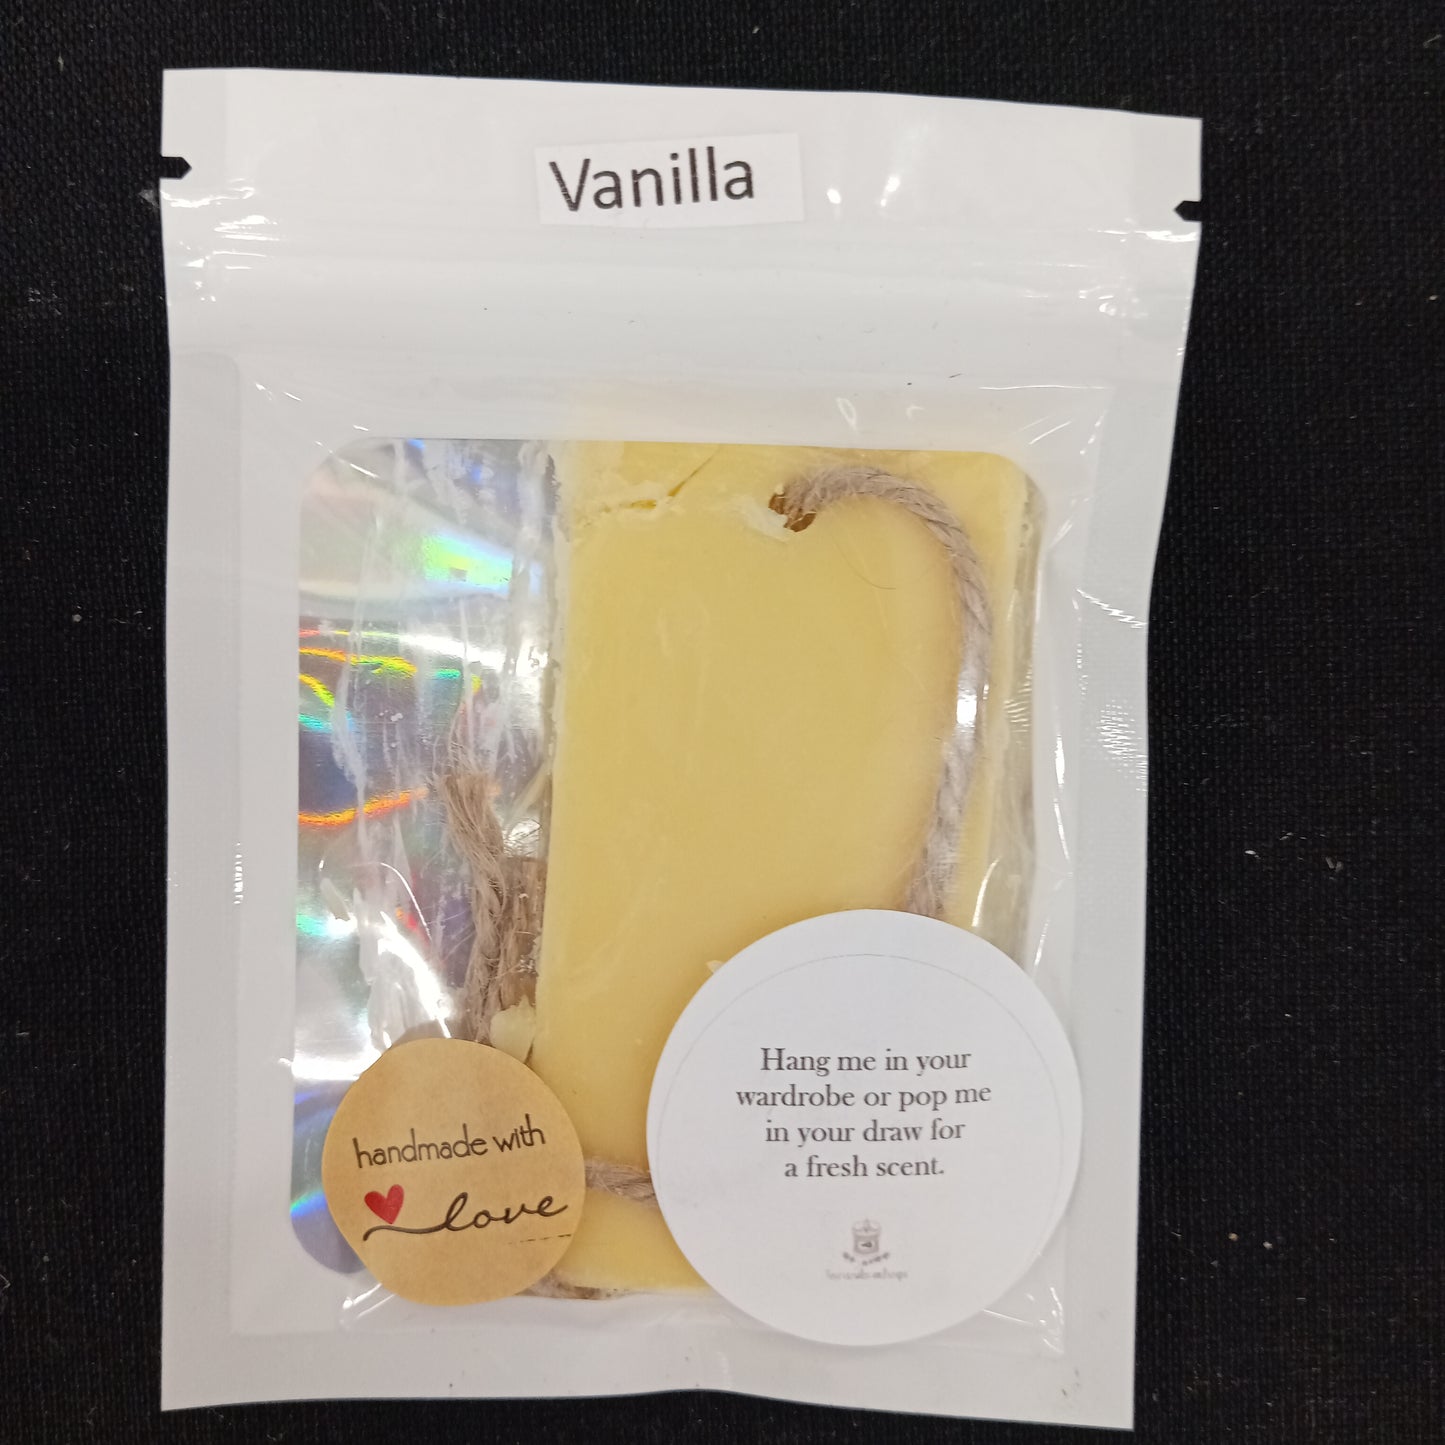 Vanilla
handmade with
love
Hang me in your
wardrobe or pop me
in your draw for
a fresh scent.